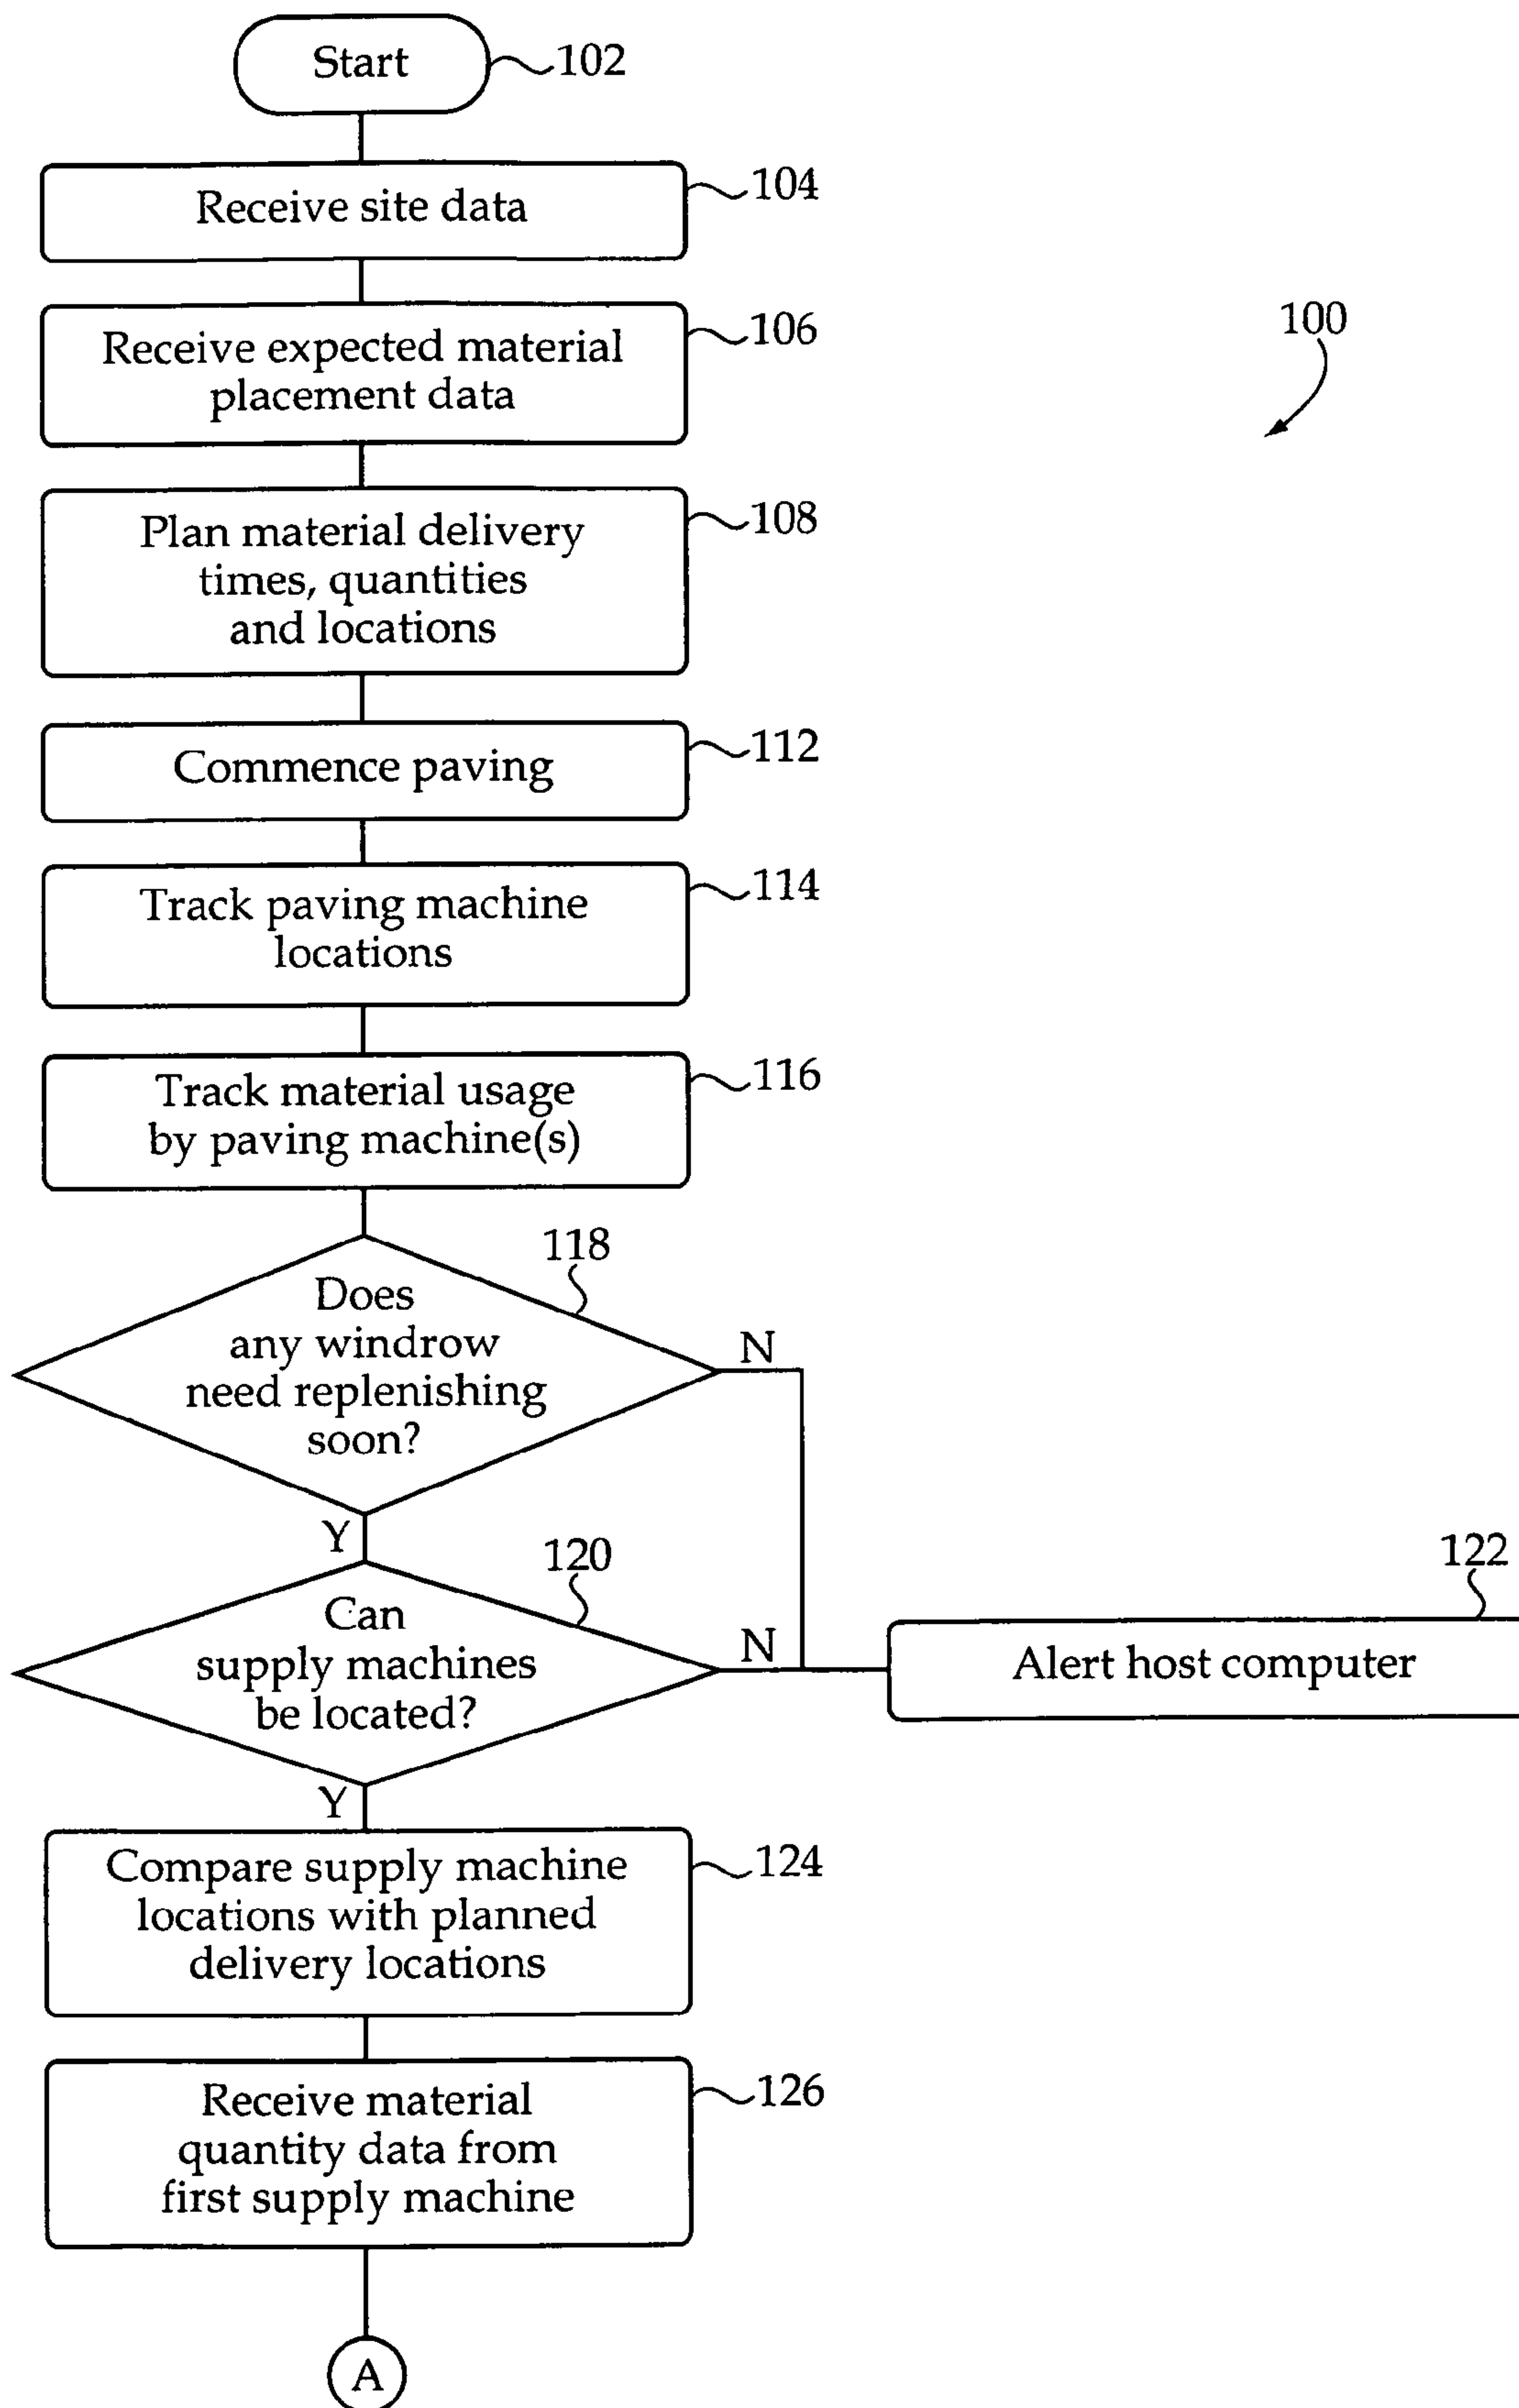 Start
102
Receive site data
104
Receive expected material
placement data
106
100
Plan material delivery
times, quantities
and locations
108
Commence paving
112
Track paving machine
locations
114
Track material usage
by paving machine(s)
116
118
Does
any windrow
need replenishing
soon?
N
Y
120
122
Can
supply machines
be located?
N
Alert host computer
Y
Compare supply machine
locations with planned
delivery locations
124
Receive material
quantity data from
first supply machine
126
A